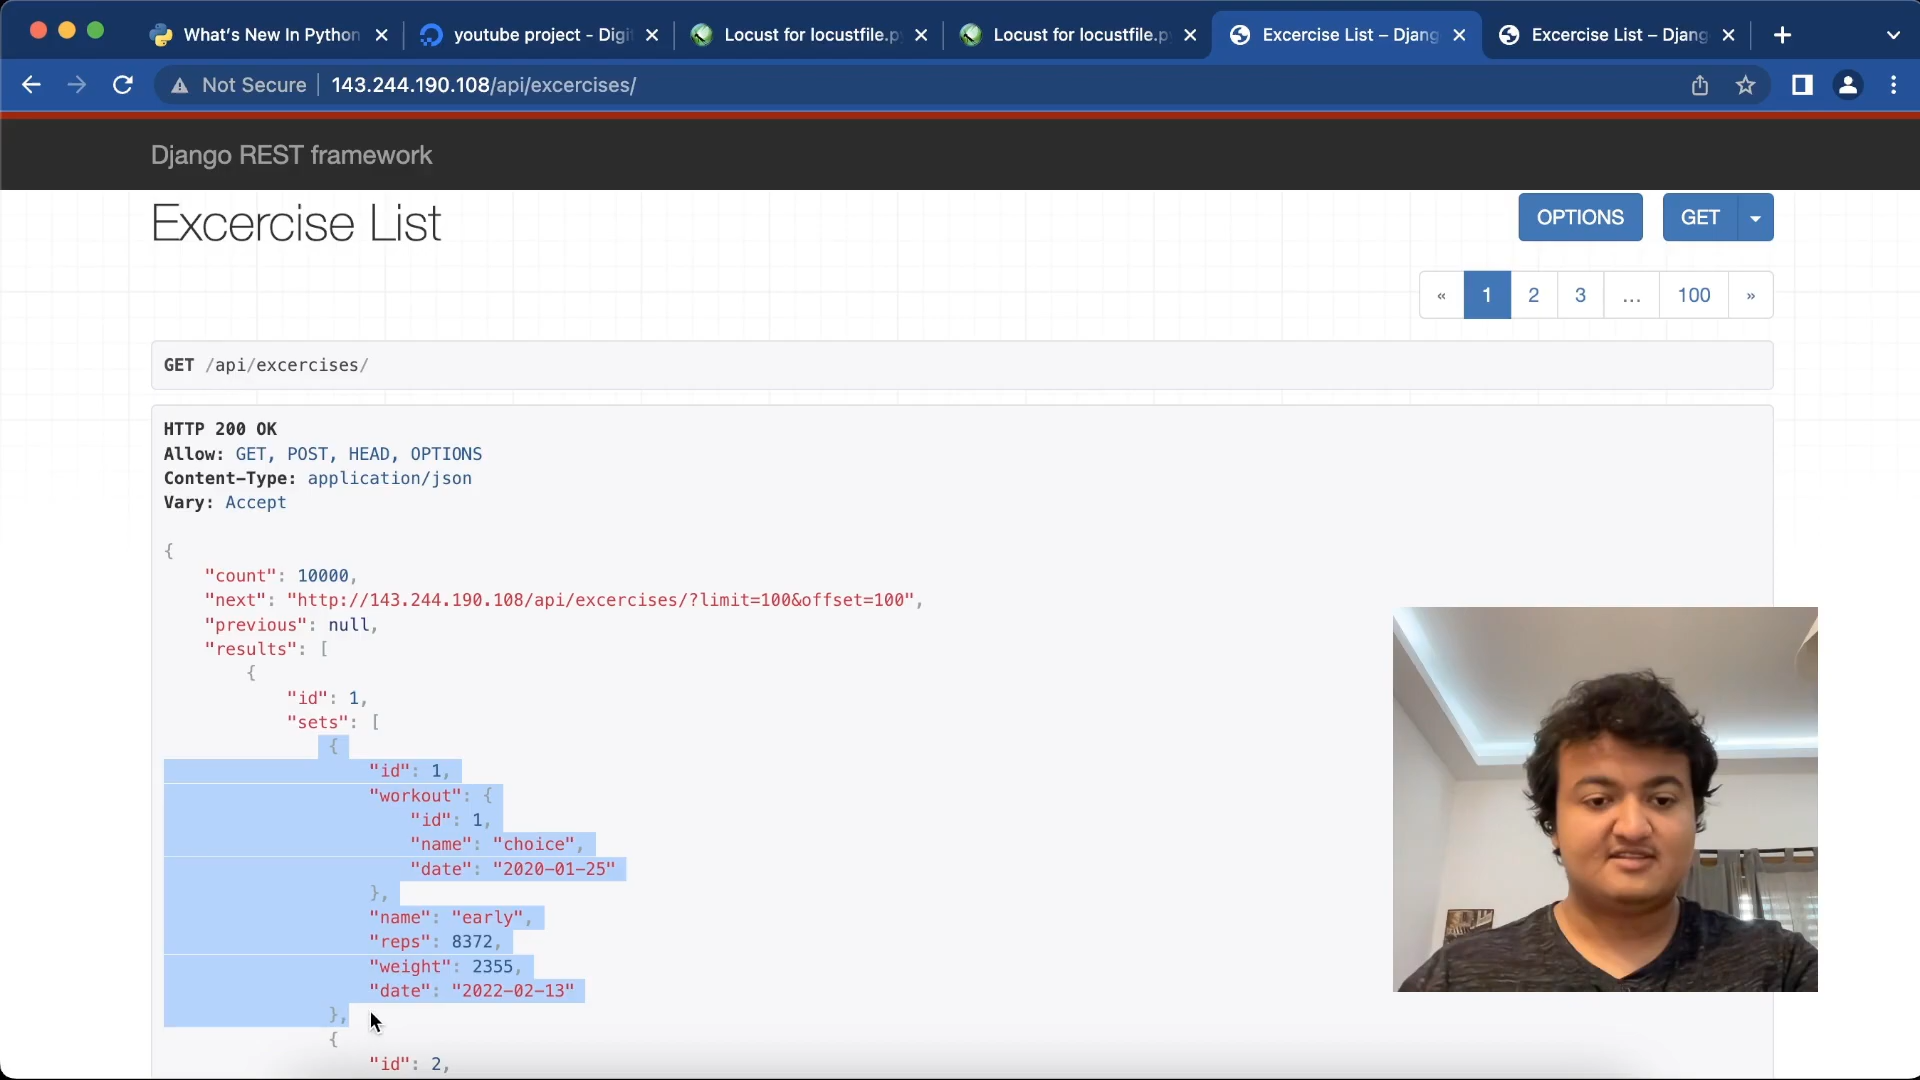 What's New In Python
youtube project - Digit
Locust for locustfile.py
Locust for locustfile.py
Excercise List – Djang
Excercise List – Djang
Not Secure
143.244.190.108/api/excercises/
Django REST framework
Excercise List
OPTIONS
GET
« 1 2 3 … 100 »
GET /api/excercises/
HTTP 200 OK
Allow: GET, POST, HEAD, OPTIONS
Content-Type: application/json
Vary: Accept
{
"count": 10000,
"next": "http://143.244.190.108/api/excercises/?limit=100&offset=100",
"previous": null,
"results": [
{
"id": 1,
"sets": [
{
"id": 1,
"workout": {
"id": 1,
"name": "choice",
"date": "2020-01-25"
},
"name": "early",
"reps": 8372,
"weight": 2355,
"date": "2022-02-13"
},
{
"id": 2,